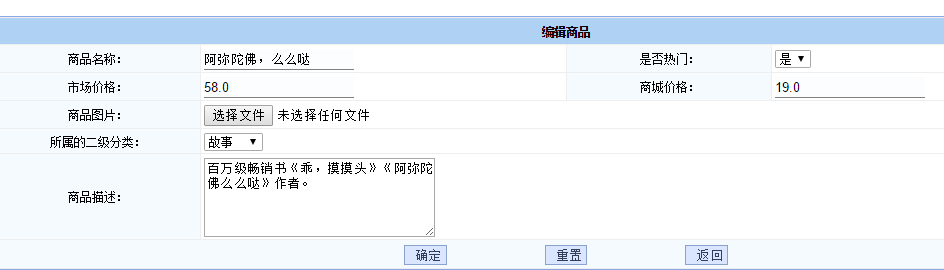 编辑商品
商品名称： 阿弥陀佛，么么哒 是否热门： 是
市场价格： 58.0 商城价格： 19.0
商品图片： 选择文件 未选择任何文件
所属的二级分类： 故事
商品描述： 百万级畅销书《乖，摸摸头》《阿弥陀
佛么么哒》作者。
确定 重置 返回